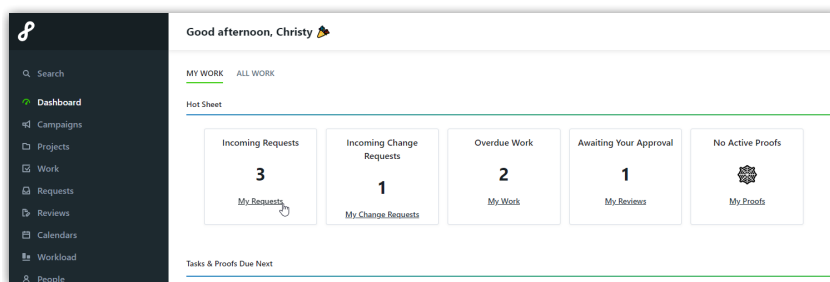 Good afternoon, Christy
Search
Dashboard
Campaigns
Projects
Work
Requests
Reviews
Calendars
Workload
People
MY WORK ALL WORK
Hot Sheet
Incoming Requests
3
My Requests
Incoming Change
Requests
1
My Change Requests
Overdue Work
2
My Work
Awaiting Your Approval
1
My Reviews
No Active Proofs
My Proofs
Tasks & Proofs Due Next